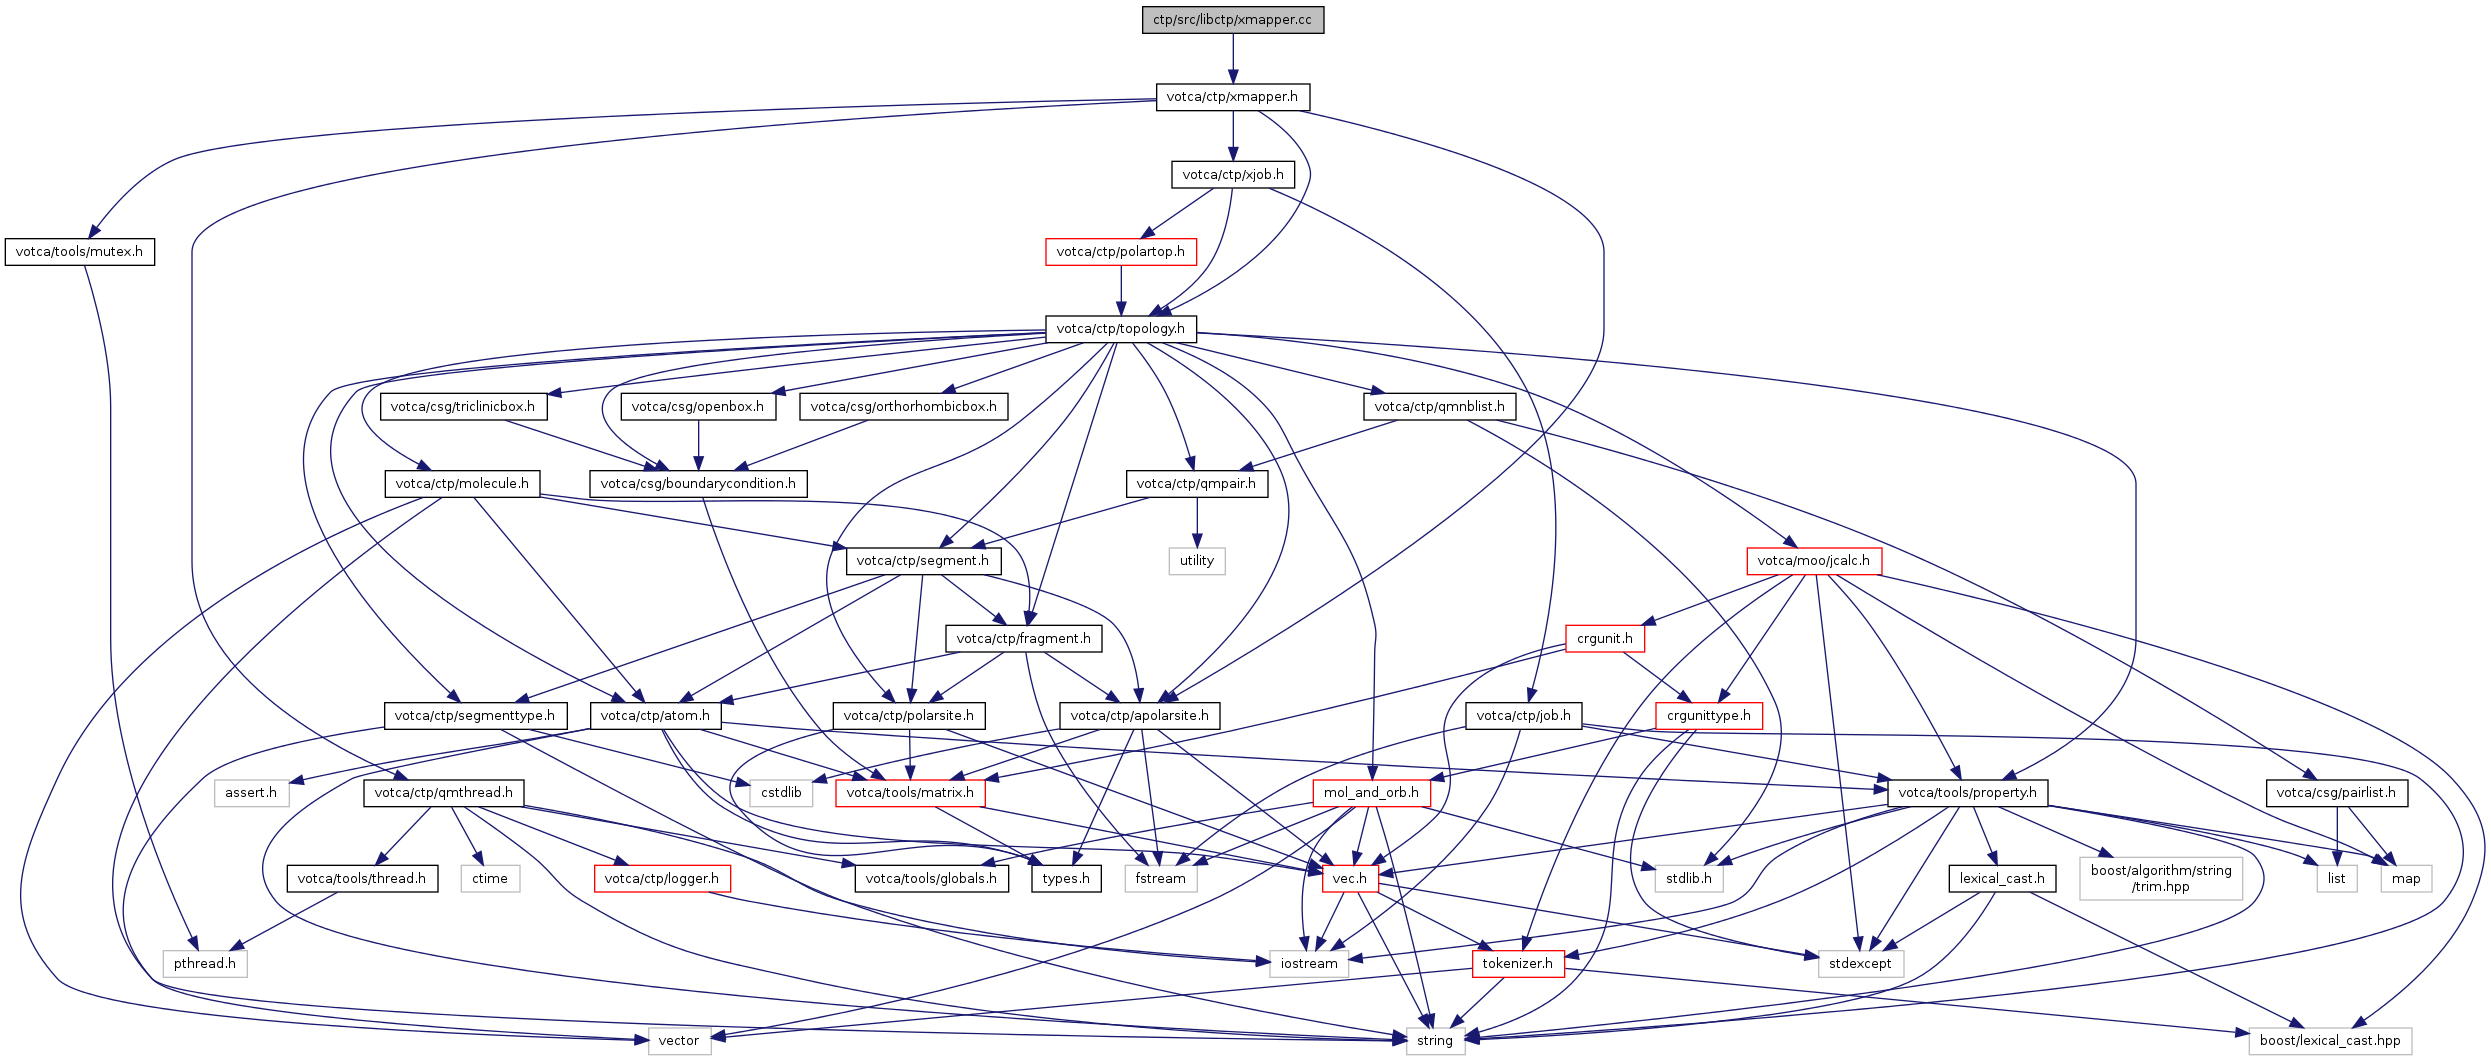 ctp/src/libctp/xmapper.cc
votca/ctp/xmapper.h
votca/ctp/xjob.h
votca/tools/mutex.h
votca/ctp/polartop.h
votca/ctp/topology.h
votca/csg/triclinicbox.h
votca/csg/openbox.h
votca/csg/orthorhombicbox.h
votca/ctp/qmnblist.h
votca/ctp/molecule.h
votca/csg/boundarycondition.h
votca/ctp/qmpair.h
votca/ctp/segment.h
utility
votca/moo/jcalc.h
votca/ctp/fragment.h
crgunit.h
votca/ctp/segmenttype.h
votca/ctp/atom.h
votca/ctp/polarsite.h
votca/ctp/apolarsite.h
votca/ctp/job.h
crgunittype.h
assert.h
votca/ctp/qmthread.h
cstdlib
votca/tools/matrix.h
mol_and_orb.h
votca/tools/property.h
votca/csg/pairlist.h
votca/tools/thread.h
ctime
votca/ctp/logger.h
votca/tools/globals.h
types.h
fstream
vec.h
stdlib.h
lexical_cast.h
boost/algorithm/string
/trim.hpp
list
map
pthread.h
iostream
tokenizer.h
stdexcept
vector
string
boost/lexical_cast.hpp